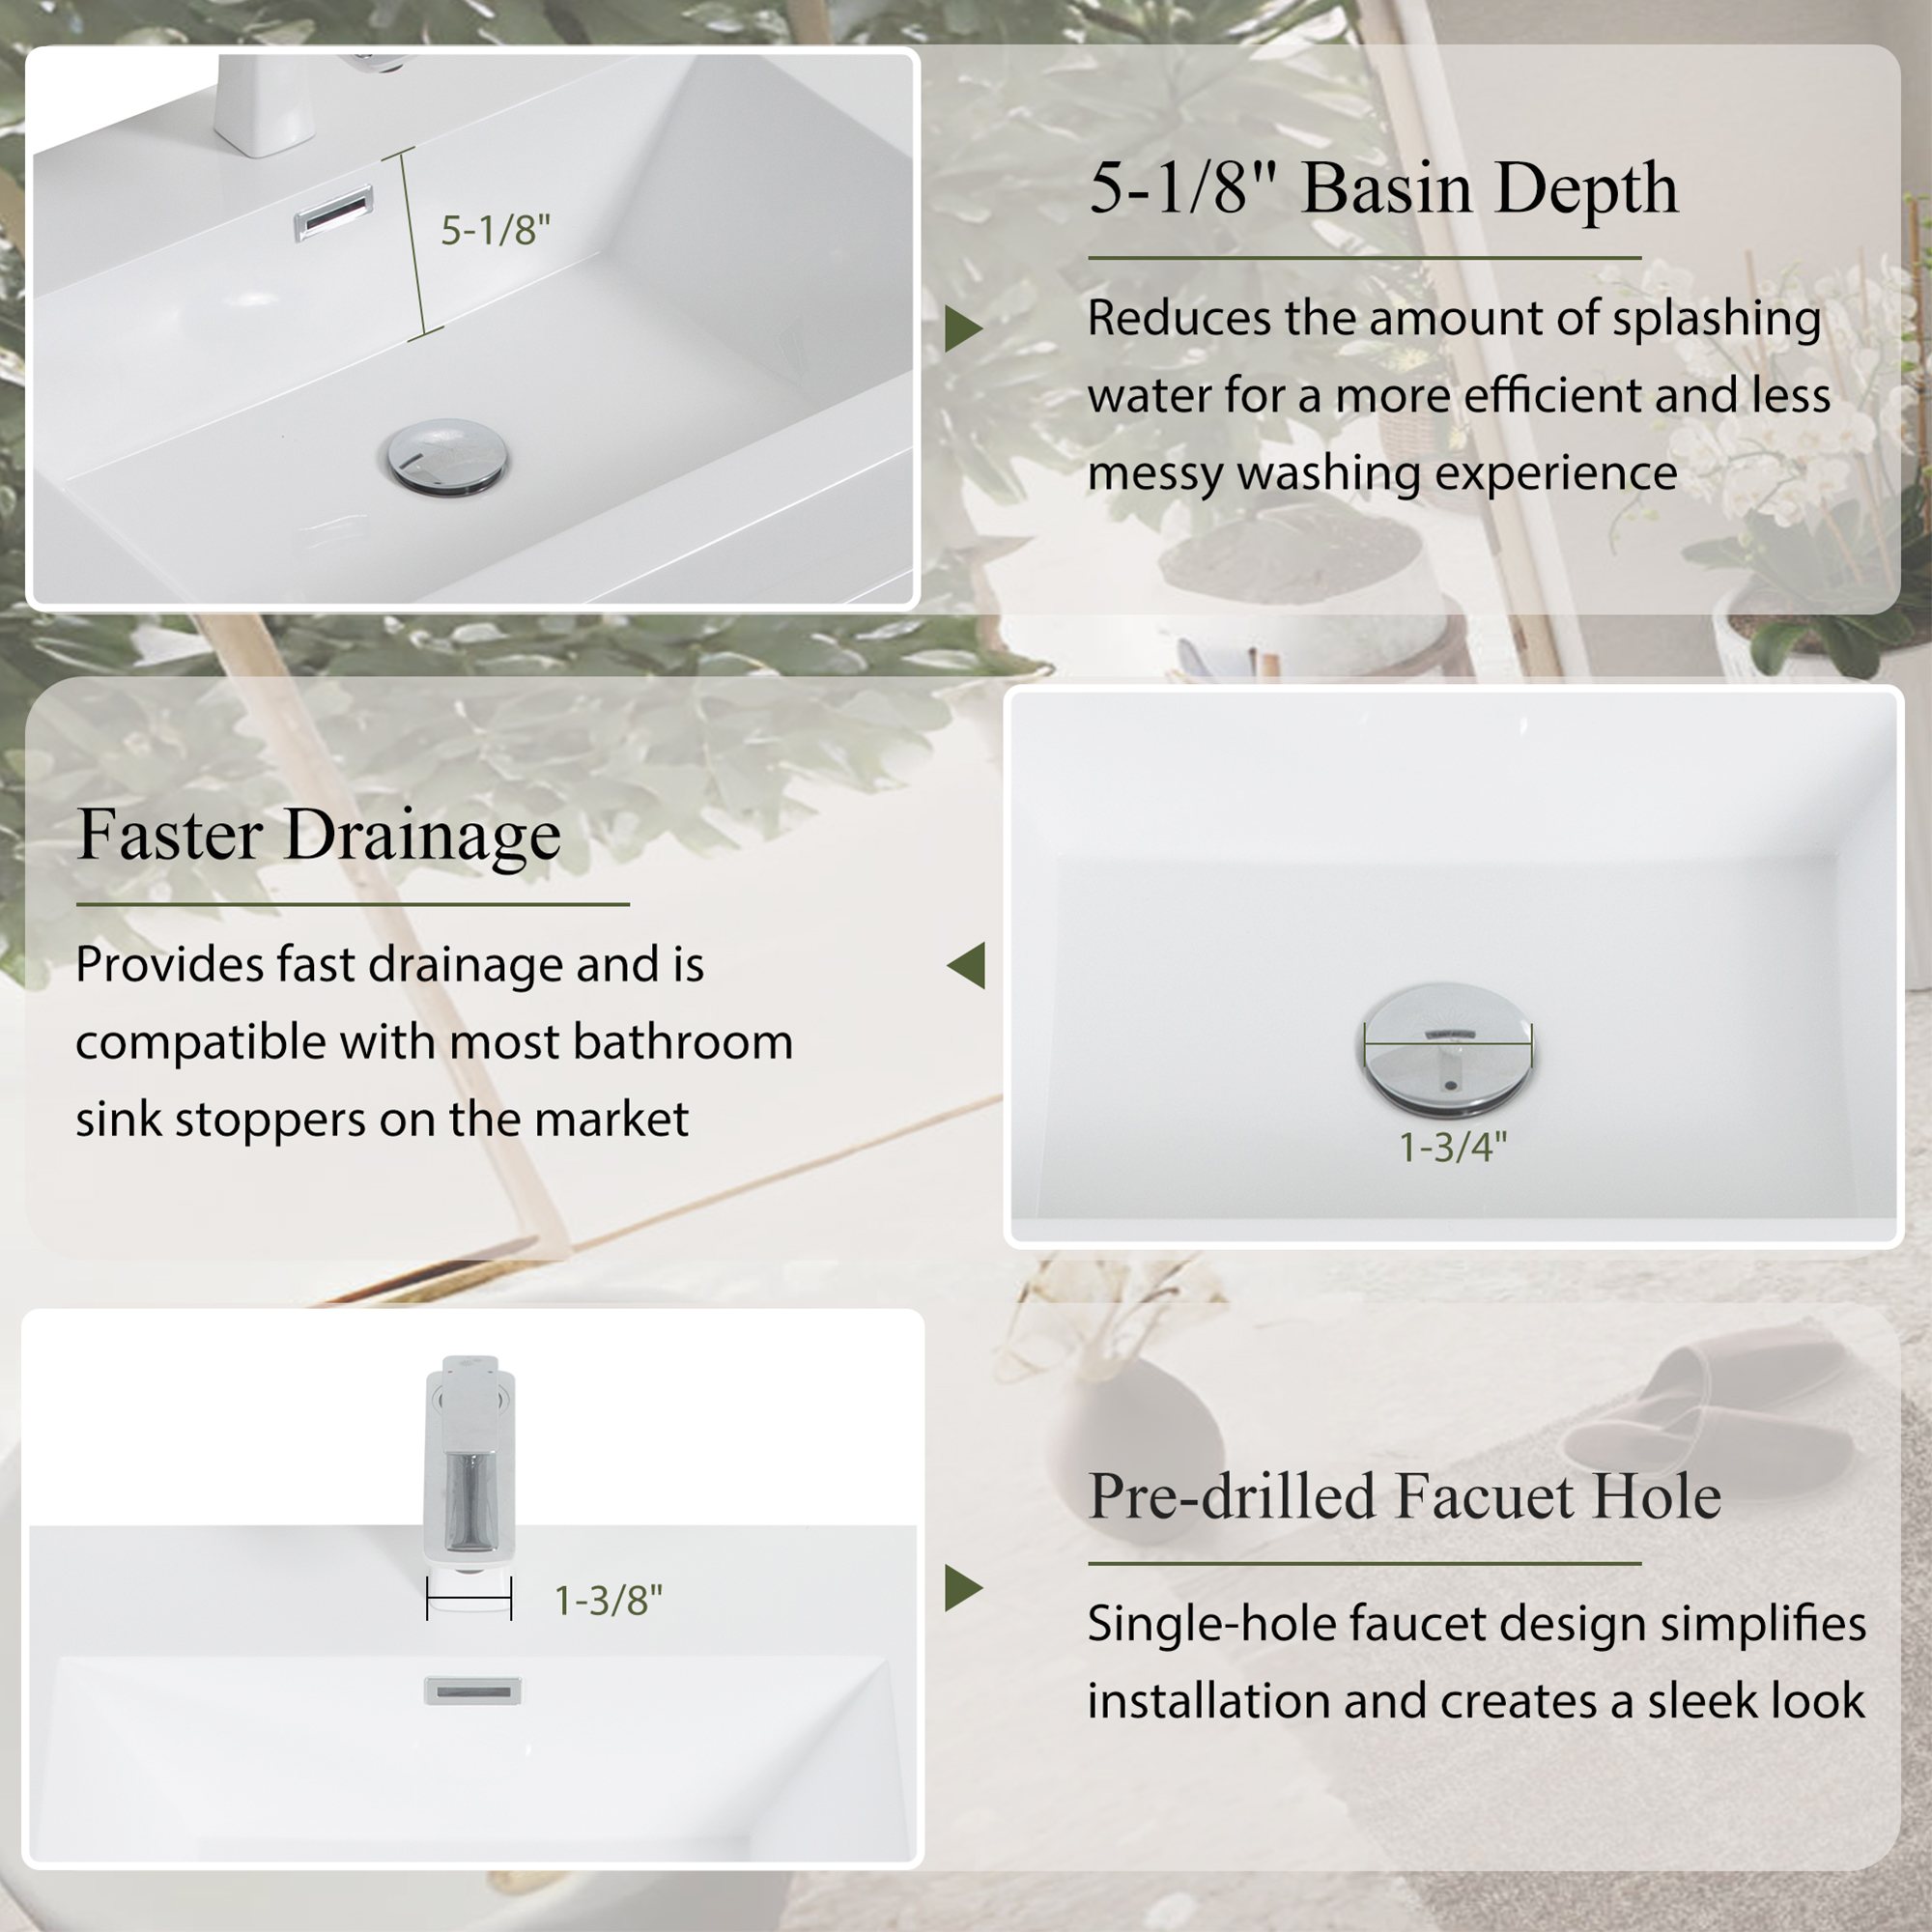 5-1/8"
5-1/8" Basin Depth
Reduces the amount of splashing
water for a more efficient and less
messy washing experience
Faster Drainage
Provides fast drainage and is
compatible with most bathroom
sink stoppers on the market
1-3/4"
1-3/8"
Pre-drilled Facuet Hole
Single-hole faucet design simplifies
installation and creates a sleek look